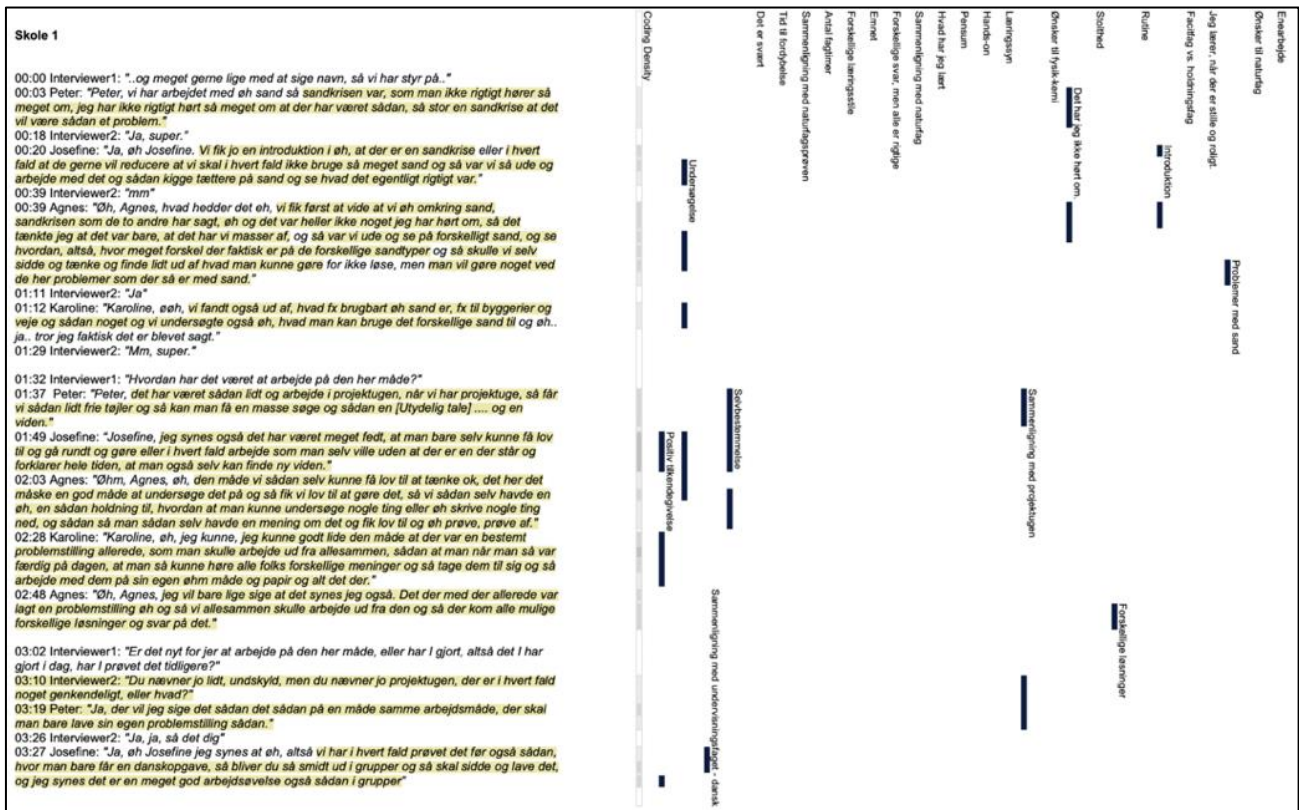 Skole 1
00:00 Interviewer1: "..og meget gerne lige med at sige navn, så vi har styr på.."
00:03 Peter: "Peter, vi har arbejdet med øh sand så sandkrisen var, som man ikke rigtigt hører så
meget om, jeg har ikke rigtigt hørt så meget om at der har været sådan, så stor en sandkrise at det
vil være sådan et problem."
00:18 Interviewer2: "Ja, super."
00:20 Josefine: "Ja, øh Josefine. Vi fik jo en introduktion i øh, at der er en sandkrise eller i hvert
fald at de gerne vil reducere at vi skal i hvert fald ikke bruge så meget sand og så var vi så ude og
arbejde med det og sådan kigge tættere på sand og se hvad det egentligt rigtigt var."
00:39 Interviewer2: "mm"
00:39 Agnes: "Øh, Agnes, hvad hedder det eh, vi fik først at vide at vi øh omkring sand,
sandkrisen som de to andre har sagt, øh og det var heller ikke noget jeg har hørt om, så det
tænkte jeg at det var bare, at det har vi masser af, og så var vi ude og se på forskelligt sand, og se
hvordan, altså, hvor meget forskel der faktisk er på de forskellige sandtyper og så skulle vi selv
sidde og tænke og finde lidt ud af hvad man kunne gøre for ikke løse, men man vil gøre noget ved
de her problemer som der så er med sand."
01:11 Interviewer2: "Ja"
01:12 Karoline: "Karoline, øøh, vi fandt også ud af, hvad fx brugbart øh sand er, fx til byggerier og
veje og sådan noget og vi undersøgte også øh, hvad man kan bruge det forskellige sand til og øh..
ja.. tror jeg faktisk det er blevet sagt."
01:29 Interviewer2: "Mm, super."
01:32 Interviewer1: "Hvordan har det været at arbejde på den her måde?"
01:37 Peter: "Peter, det har været sådan lidt og arbejde i projektugen, når vi har projektuge, så får
vi sådan lidt frie tøjler og så kan man få en masse søge og sådan en [Utydelig tale] .... og en
viden."
01:49 Josefine: "Josefine, jeg synes også det har været meget fedt, at man bare selv kunne få lov
til og gå rundt og gøre eller i hvert fald arbejde som man selv ville uden at der er en der står og
forklarer hele tiden, at man også selv kan finde ny viden."
02:03 Agnes: "Øhm, Agnes, øh, den måde vi sådan selv kunne få lov til at tænke ok, det her det
måske en god måde at undersøge det på og så fik vi lov til at gøre det, så vi sådan selv havde en
øh, en sådan holdning til, hvordan at man kunne undersøge nogle ting eller øh skrive nogle ting
ned, og sådan så man sådan selv havde en mening om det og fik lov til og øh prøve, prøve af."
02:28 Karoline: "Karoline, øh, jeg kunne, jeg kunne godt lide den måde at der var en bestemt
problemstilling allerede, som man skulle arbejde ud fra allesammen, sådan at man når man så var
færdig på dagen, at man så kunne høre alle folks forskellige meninger og så tage dem til sig og så
arbejde med dem på sin egen øhm måde og papir og alt det der."
02:48 Agnes: "Øh, Agnes, jeg vil bare lige sige at det synes jeg også. Det der med der allerede var
lagt en problemstilling øh og så vi allesammen skulle arbejde ud fra den og så der kom alle mulige
forskellige løsninger og svar på det."
03:02 Interviewer1: "Er det nyt for jer at arbejde på den her måde, eller har I gjort, altså det I har
gjort i dag, har I prøvet det tidligere?"
03:10 Interviewer2: "Du nævner jo lidt, undskyld, men du nævner jo projektugen, der er i hvert fald
noget genkendeligt, eller hvad?"
03:19 Peter: "Ja, der vil jeg sige det sådan det sådan på en måde samme arbejdsmåde, der skal
man bare lave sin egen problemstilling sådan."
03:26 Interviewer2: "Ja, ja, så det dig"
03:27 Josefine: "Ja, øh Josefine jeg synes at øh, altså vi har i hvert fald prøvet det før også sådan,
hvor man bare får en danskopgave, så bliver du så smidt ud i grupper og så skal sidde og lave det,
og jeg synes det er en meget god arbejdsøvelse også sådan i grupper"
Coding Density
Positiv tilkendegivelse
Undersøgelse
Sammenligning med undervisningsfaget - dansk
Selvbestemmelse
Det er svært
Tid til fordybelse
Sammenligning med naturfagsprøven
Antal fagtimer
Forskellige læringsstile
Emnet
Forskellige svar, men alle er rigtige
Sammenligning med naturfag
Hvad har jeg lært
Pensum
Hands-on
Læringssyn
Sammenligning med projektugen
Ønsker til fysik-kemi
Det har jeg ikke hørt om
Stolthed
Forskellige løsninger
Rutine
Introduktion
Facitfag vs. holdningsfag
Jeg lærer, når der er stille og roligt.
Problemer med sand
Ønsker til naturfag
Enearbejde